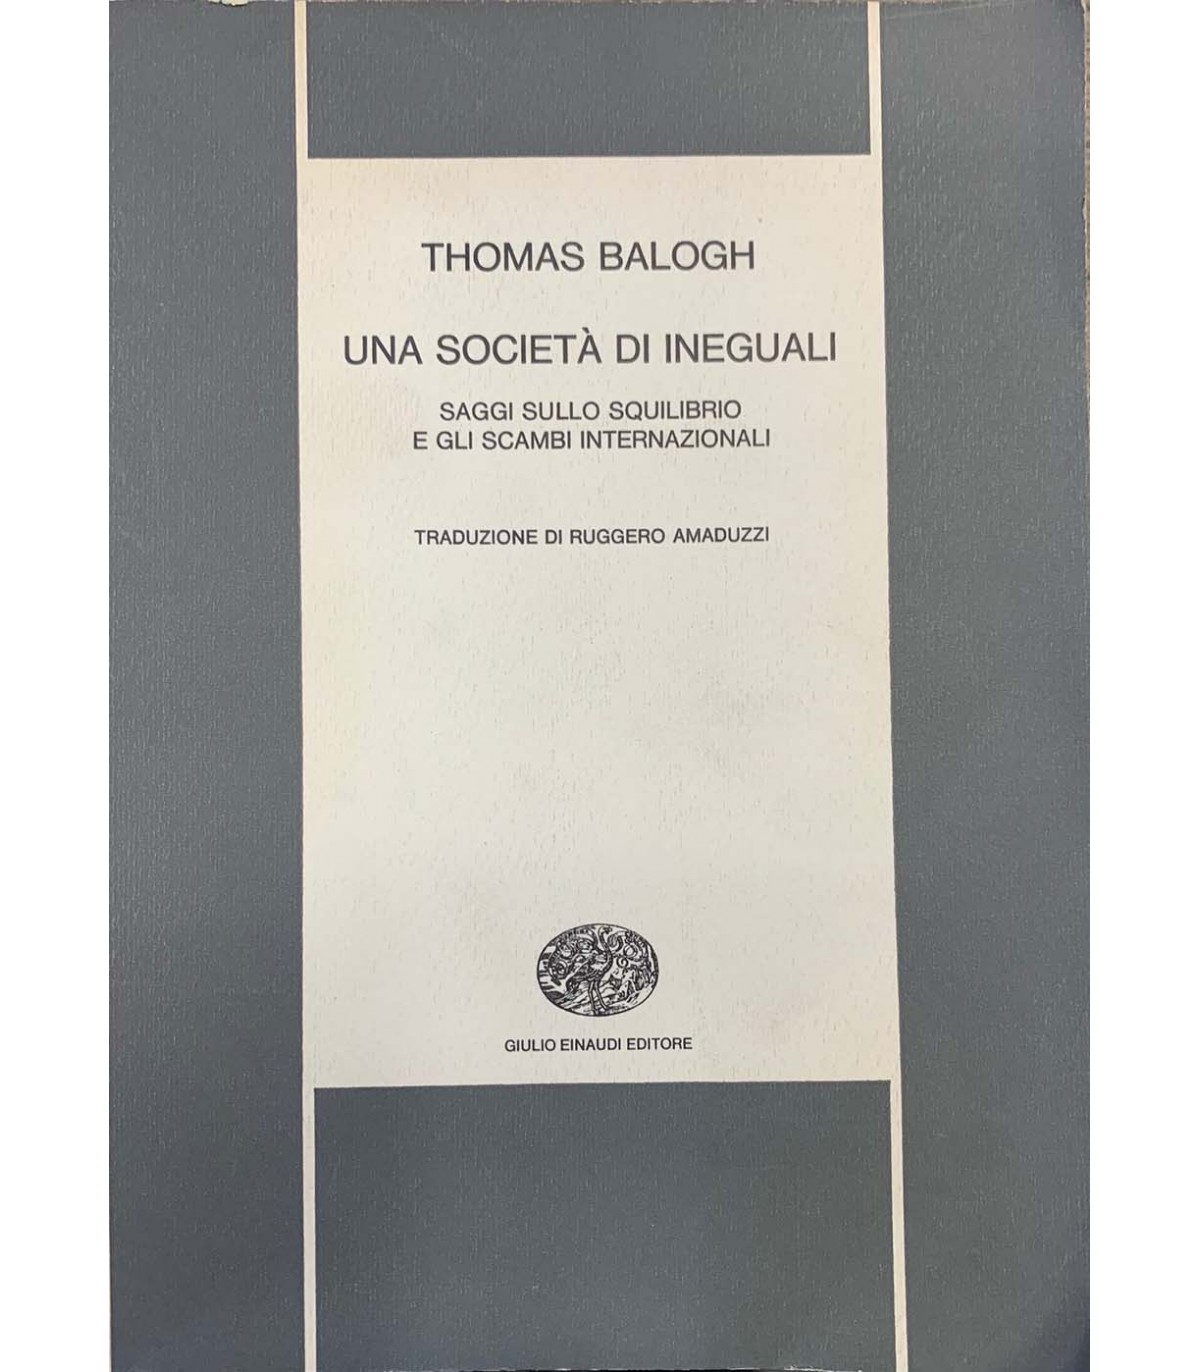 THOMAS BALOGH
UNA SOCIETÀ DI INEGUALI
SAGGI SULLO SQUILIBRIO
E GLI SCAMBI INTERNAZIONALI
TRADUZIONE DI RUGGERO AMADUZZI
GIULIO EINAUDI EDITORE